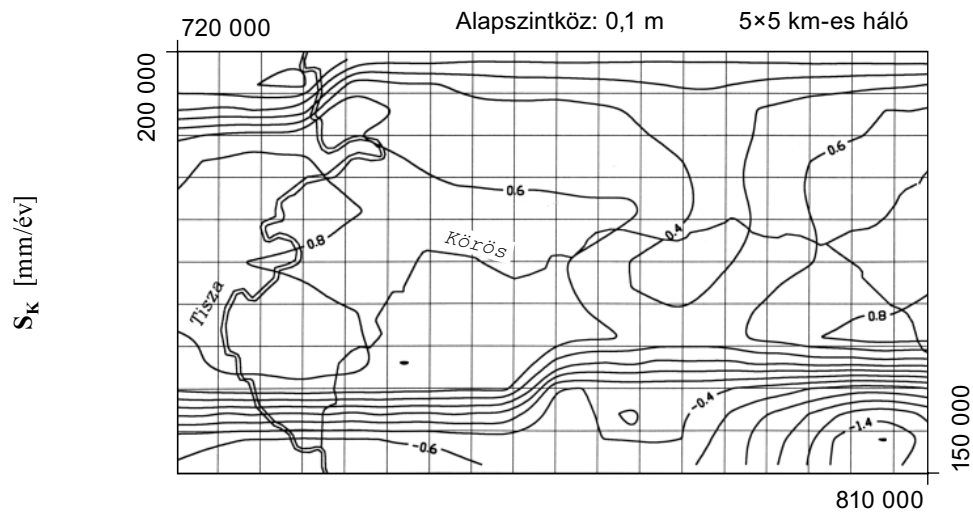 Alapszintköz: 0,1 m
5×5 km-es háló
720 000
200 000
S_K [mm/év]
0.6
0.6
0.4
0.8
Körös
Tisza
0.8
-0.4
-0.6
-1.4
150 000
810 000